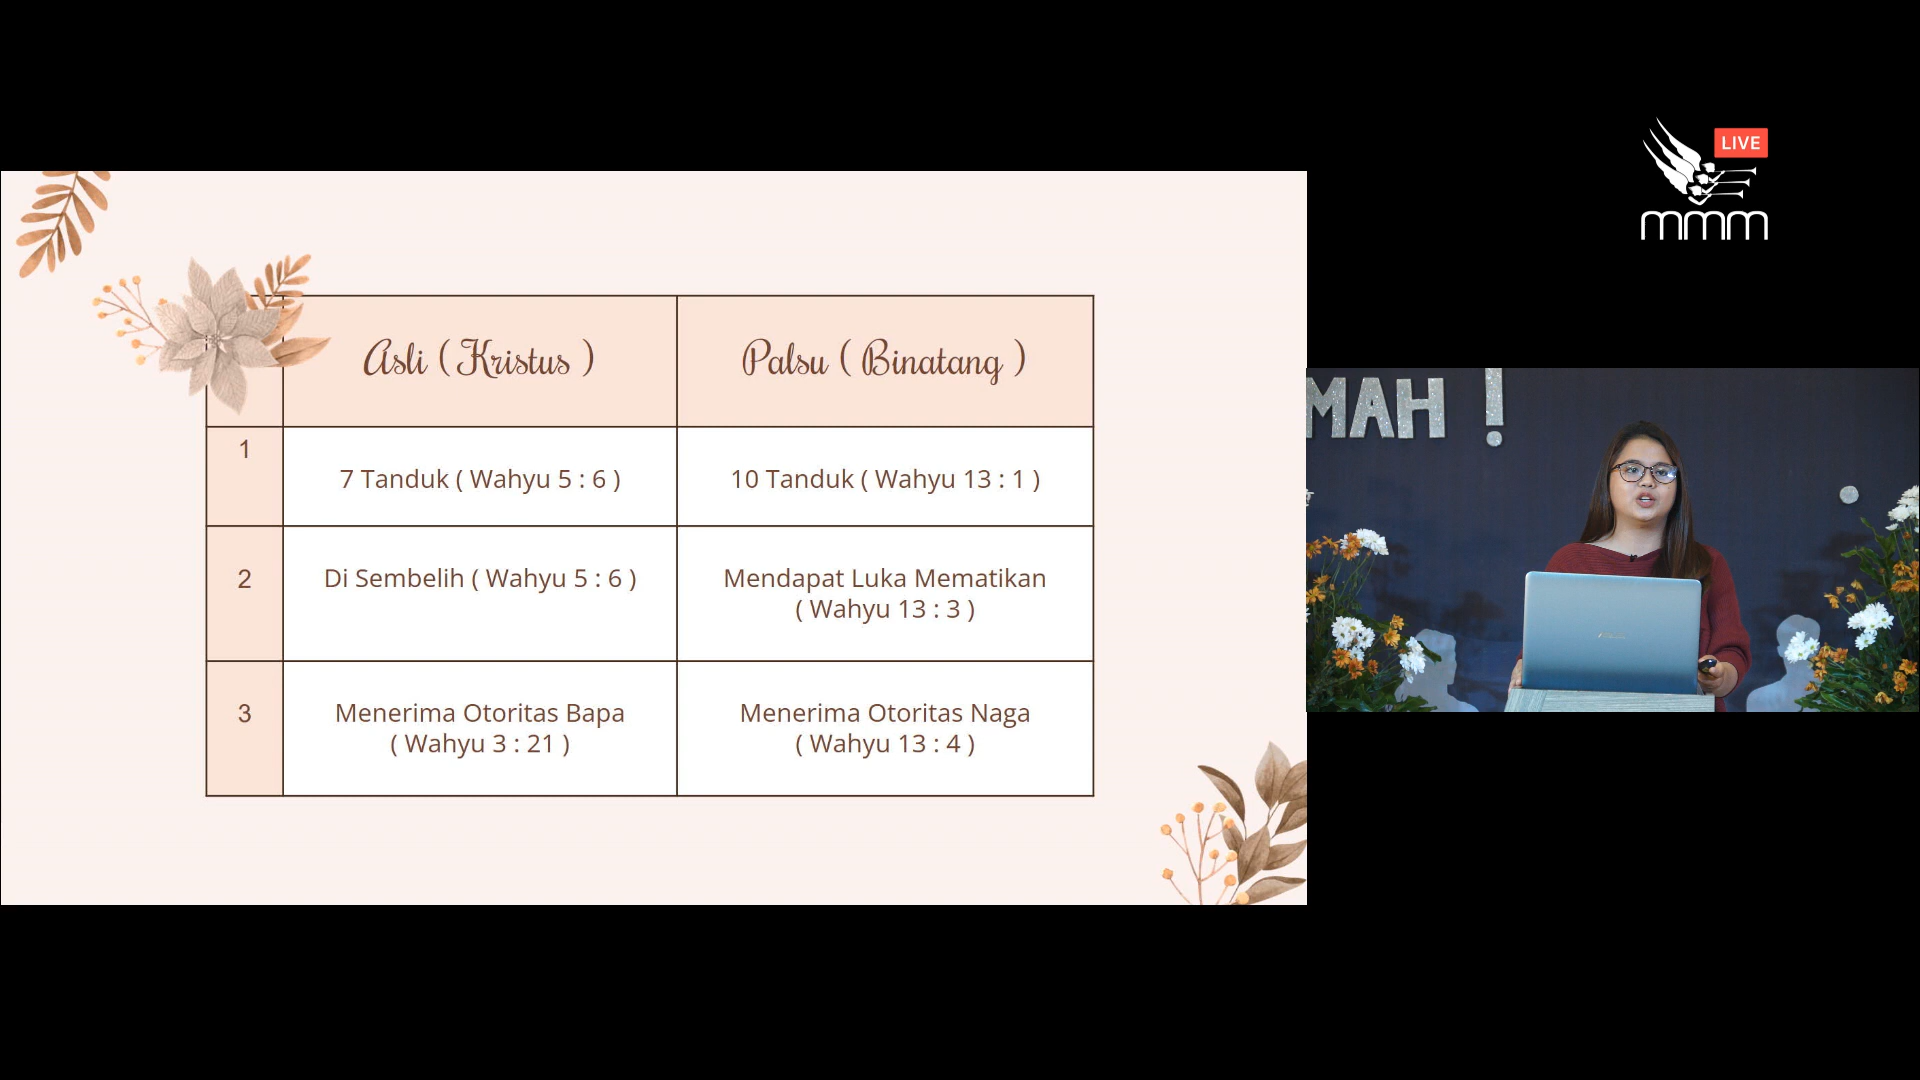 LIVE
mmm
Asli ( Kristus )
Palsu ( Binatang )
1
7 Tanduk ( Wahyu 5 : 6 )
10 Tanduk ( Wahyu 13 : 1 )
2
Di Sembelih ( Wahyu 5 : 6 )
Mendapat Luka Mematikan
( Wahyu 13 : 3 )
3
Menerima Otoritas Bapa
( Wahyu 3 : 21 )
Menerima Otoritas Naga
( Wahyu 13 : 4 )
MAH !